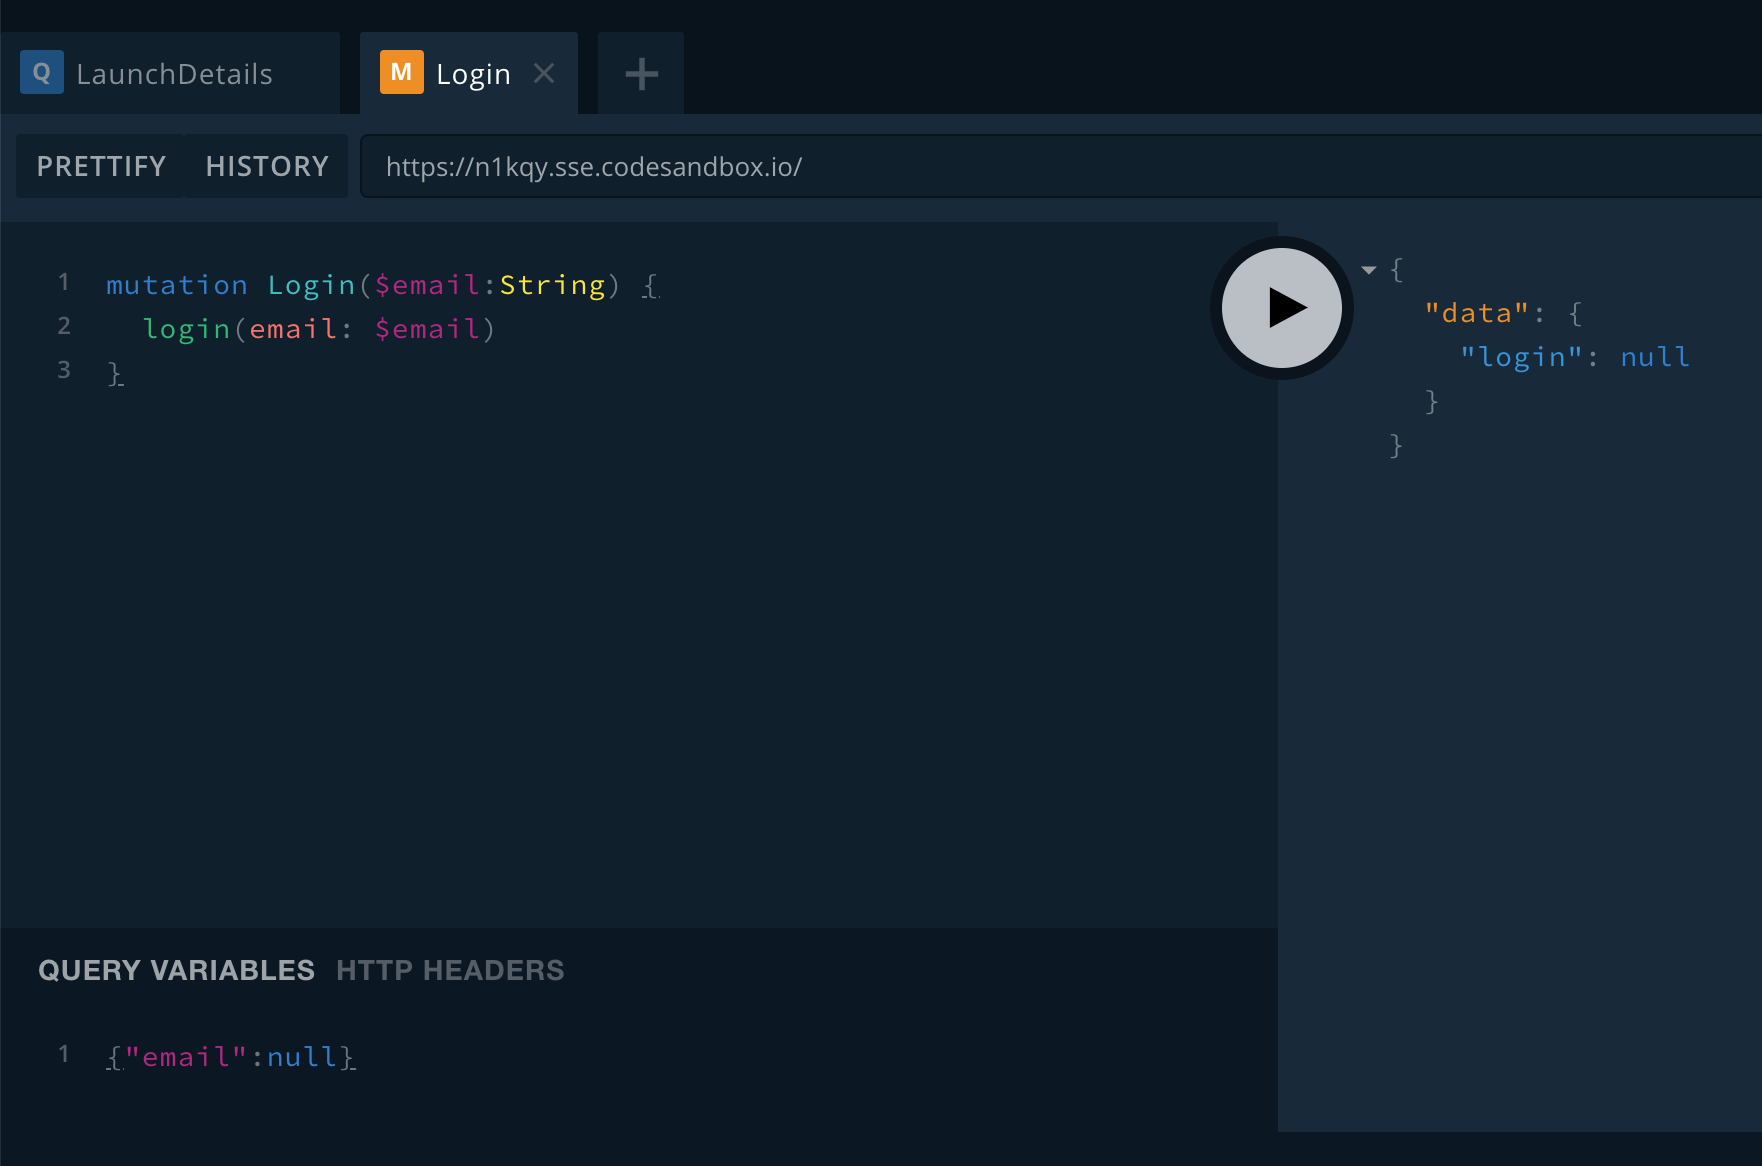 Q LaunchDetails
M Login
PRETTIFY HISTORY https://n1kqy.sse.codesandbox.io/
1 mutation Login($email:String) {
2 login(email: $email)
3 }
{
"data": {
"login": null
}
}
QUERY VARIABLES HTTP HEADERS
1 {"email":null}